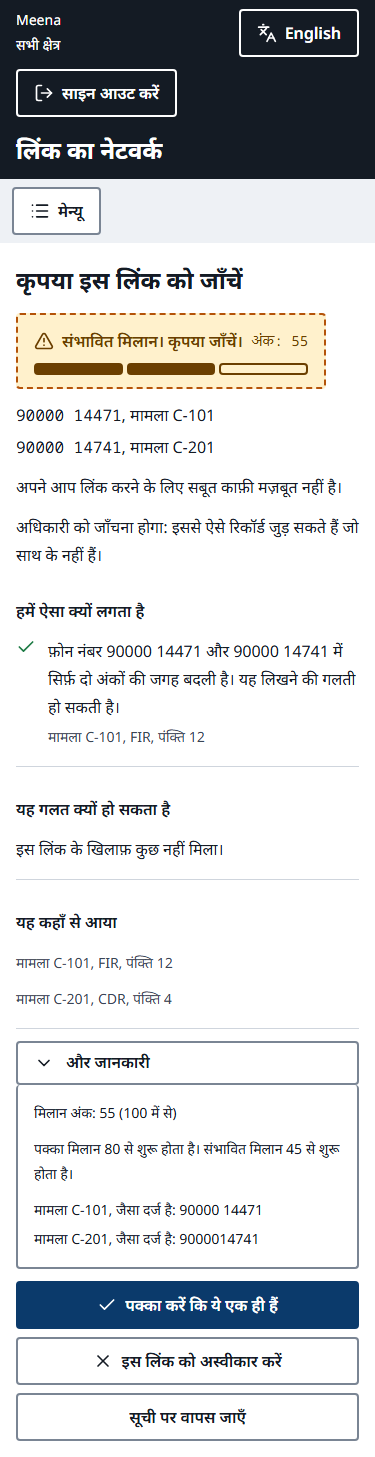 Meena
सभी क्षेत्र
English
साइन आउट करें
लिंक का नेटवर्क
मेन्यू
कृपया इस लिंक को जाँचें
संभावित मिलान। कृपया जाँचें। अंक: 55
90000 14471, मामला C-101
90000 14741, मामला C-201
अपने आप लिंक करने के लिए सबूत काफ़ी मज़बूत नहीं है।
अधिकारी को जाँचना होगा: इससे ऐसे रिकॉर्ड जुड़ सकते हैं जो
साथ के नहीं हैं।
हमें ऐसा क्यों लगता है
फ़ोन नंबर 90000 14471 और 90000 14741 में
सिर्फ़ दो अंकों की जगह बदली है। यह लिखने की गलती
हो सकती है।
मामला C-101, FIR, पंक्ति 12
यह गलत क्यों हो सकता है
इस लिंक के खिलाफ़ कुछ नहीं मिला।
यह कहाँ से आया
मामला C-101, FIR, पंक्ति 12
मामला C-201, CDR, पंक्ति 4
और जानकारी
मिलान अंक: 55 (100 में से)
पक्का मिलान 80 से शुरू होता है। संभावित मिलान 45 से शुरू
होता है।
मामला C-101, जैसा दर्ज है: 90000 14471
मामला C-201, जैसा दर्ज है: 9000014741
पक्का करें कि ये एक ही हैं
इस लिंक को अस्वीकार करें
सूची पर वापस जाएँ